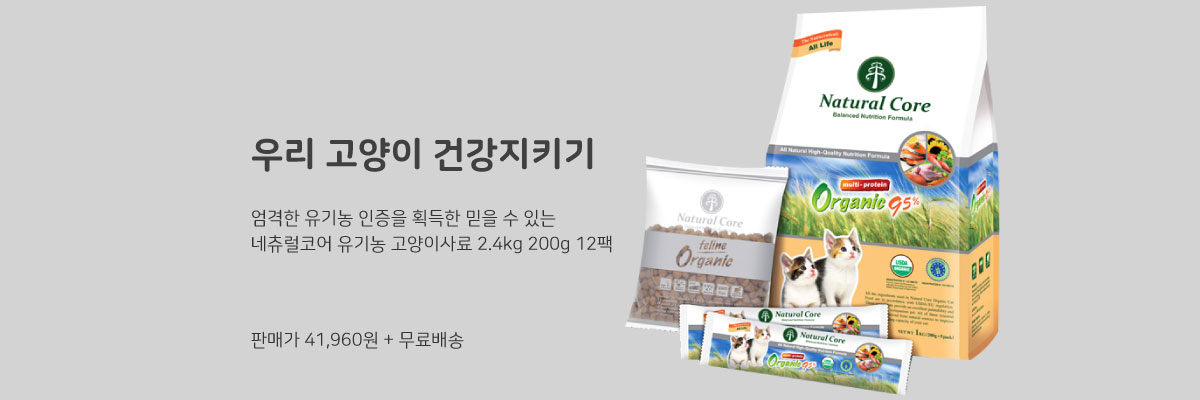 우리 고양이 건강지키기
엄격한 유기농 인증을 획득한 믿을 수 있는
네츄럴코어 유기농 고양이사료 2.4kg 200g 12팩
판매가 41,960원 + 무료배송
All Life
Natural Core
Balanced Nutrition Formula
All Natural High-Quality Nutrition Formula
multi-protein
Organic 95%
USDA
ORGANIC
Natural Core
feline
Organic
Natural Core
Natural Core
multi-protein
Organic 95%